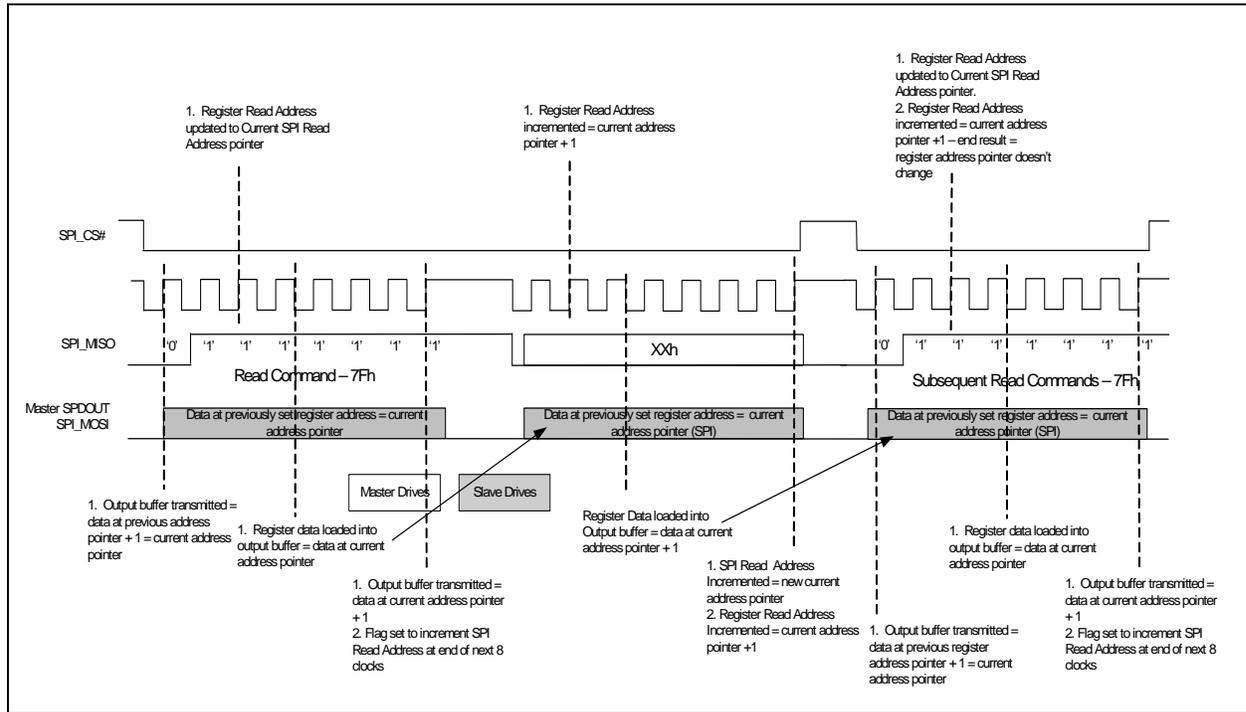 1. Register Read Address
updated to Current SPI Read
Address pointer
1. Register Read Address
incremented = current address
pointer + 1
1. Register Read Address
updated to Current SPI Read
Address pointer.
2. Register Read Address
incremented = current address
pointer +1 – end result =
register address pointer doesn't
change
SPI_CS#
SPI_MISO
'0' '1' '1' '1' '1' '1' '1' '1'
XXh
'0' '1' '1' '1' '1' '1' '1' '1'
Read Command – 7Fh
Subsequent Read Commands – 7Fh
Master SPDOUT
SPI_MOSI
Data at previously set register address = current
address pointer
Data at previously set register address = current
address pointer (SPI)
Data at previously set register address = current
address pointer (SPI)
Master Drives
Slave Drives
1. Output buffer transmitted =
data at previous address
pointer + 1 = current address
pointer
1. Register data loaded into
output buffer = data at current
address pointer
1. Output buffer transmitted =
data at current address pointer
+ 1
2. Flag set to increment SPI
Read Address at end of next 8
clocks
Register Data loaded into
Output buffer = data at current
address pointer + 1
1. SPI Read Address
Incremented = new current
address pointer
2. Register Read Address
Incremented = current address
pointer +1
1. Output buffer transmitted =
data at previous register
address pointer + 1 = current
address pointer
1. Register data loaded into
output buffer = data at current
address pointer
1. Output buffer transmitted =
data at current address pointer
+ 1
2. Flag set to increment SPI
Read Address at end of next 8
clocks